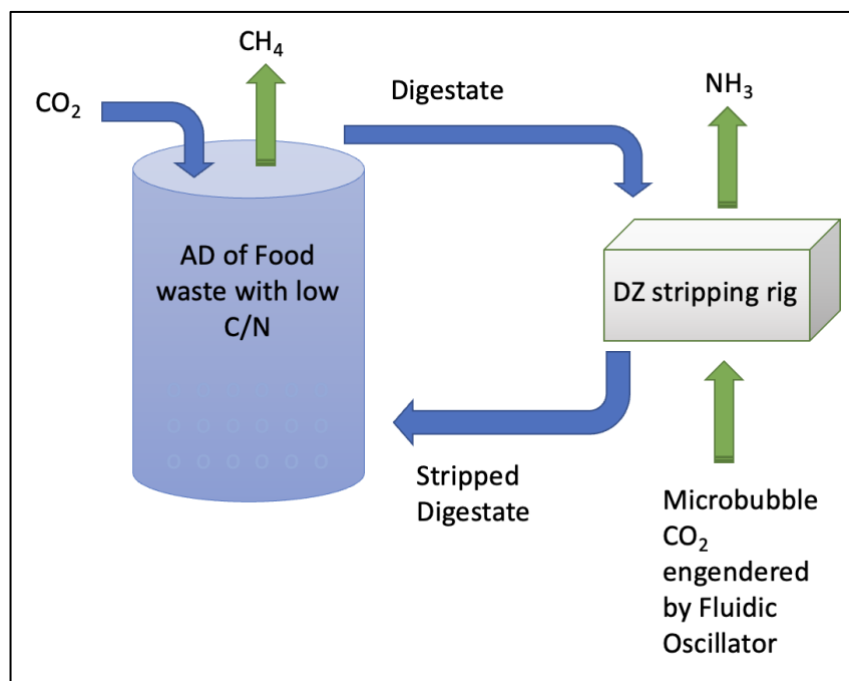 CH₄
CO₂
Digestate
NH₃
AD of Food
waste with low
C/N
DZ stripping rig
Stripped
Digestate
Microbubble
CO₂
engendered
by Fluidic
Oscillator